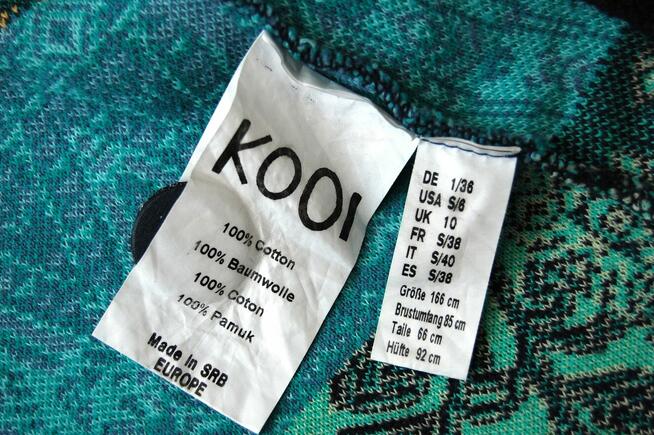 KOOI
100% Cotton
100% Baumwolle
100% Coton
100% Pamuk
Made in SRB
EUROPE
DE 1/36
USA S/6
UK 10
FR S/38
IT S/40
ES S/38
Größe 166 cm
Brustumfang 85 cm
Taille 66 cm
Hüfte 92 cm